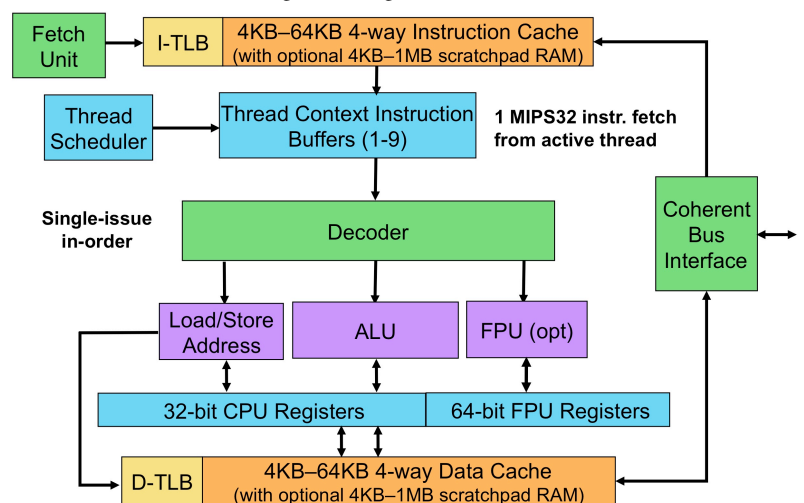 Fetch
Unit
I-TLB
4KB–64KB 4-way Instruction Cache
(with optional 4KB–1MB scratchpad RAM)
Thread
Scheduler
Thread Context Instruction
Buffers (1-9)
1 MIPS32 instr. fetch
from active thread
Single-issue
in-order
Decoder
Coherent
Bus
Interface
Load/Store
Address
ALU
FPU (opt)
32-bit CPU Registers
64-bit FPU Registers
D-TLB
4KB–64KB 4-way Data Cache
(with optional 4KB–1MB scratchpad RAM)